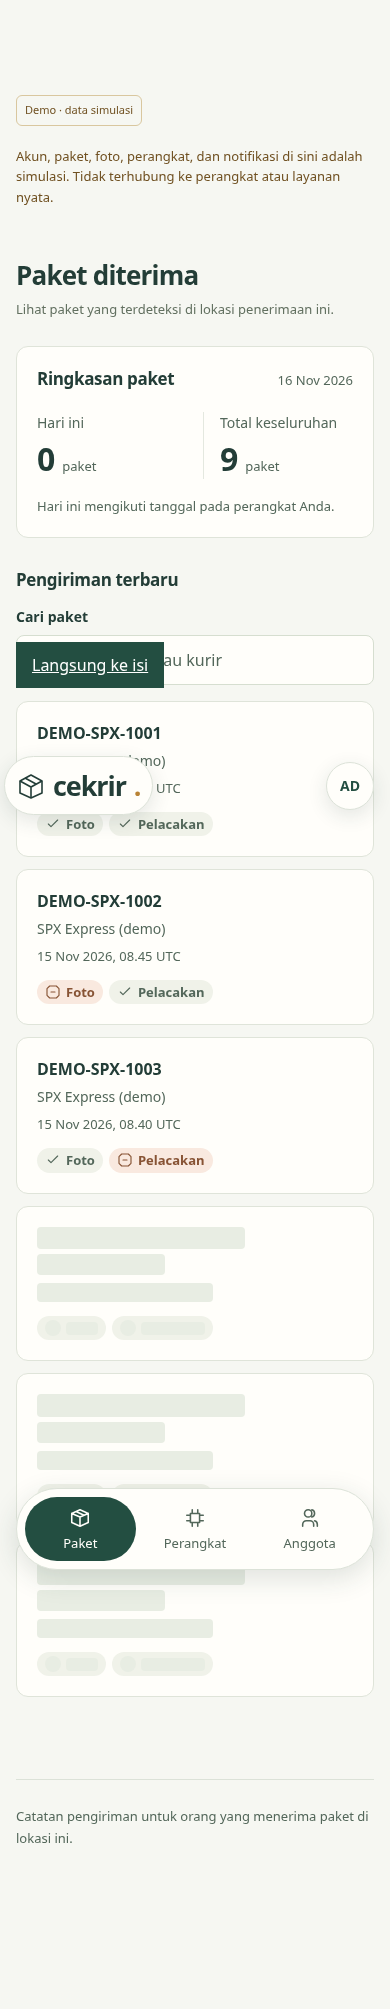 Demo · data simulasi
Akun, paket, foto, perangkat, dan notifikasi di sini adalah
simulasi. Tidak terhubung ke perangkat atau layanan
nyata.
Paket diterima
Lihat paket yang terdeteksi di lokasi penerimaan ini.
Ringkasan paket
16 Nov 2026
Hari ini
0 paket
Total keseluruhan
9 paket
Hari ini mengikuti tanggal pada perangkat Anda.
Pengiriman terbaru
Cari paket
Langsung ke isi
kurir
DEMO-SPX-1001
cekrir.
UTC
AD
Foto
Pelacakan
DEMO-SPX-1002
SPX Express (demo)
15 Nov 2026, 08.45 UTC
Foto
Pelacakan
DEMO-SPX-1003
SPX Express (demo)
15 Nov 2026, 08.40 UTC
Foto
Pelacakan
Paket
Perangkat
Anggota
Catatan pengiriman untuk orang yang menerima paket di
lokasi ini.